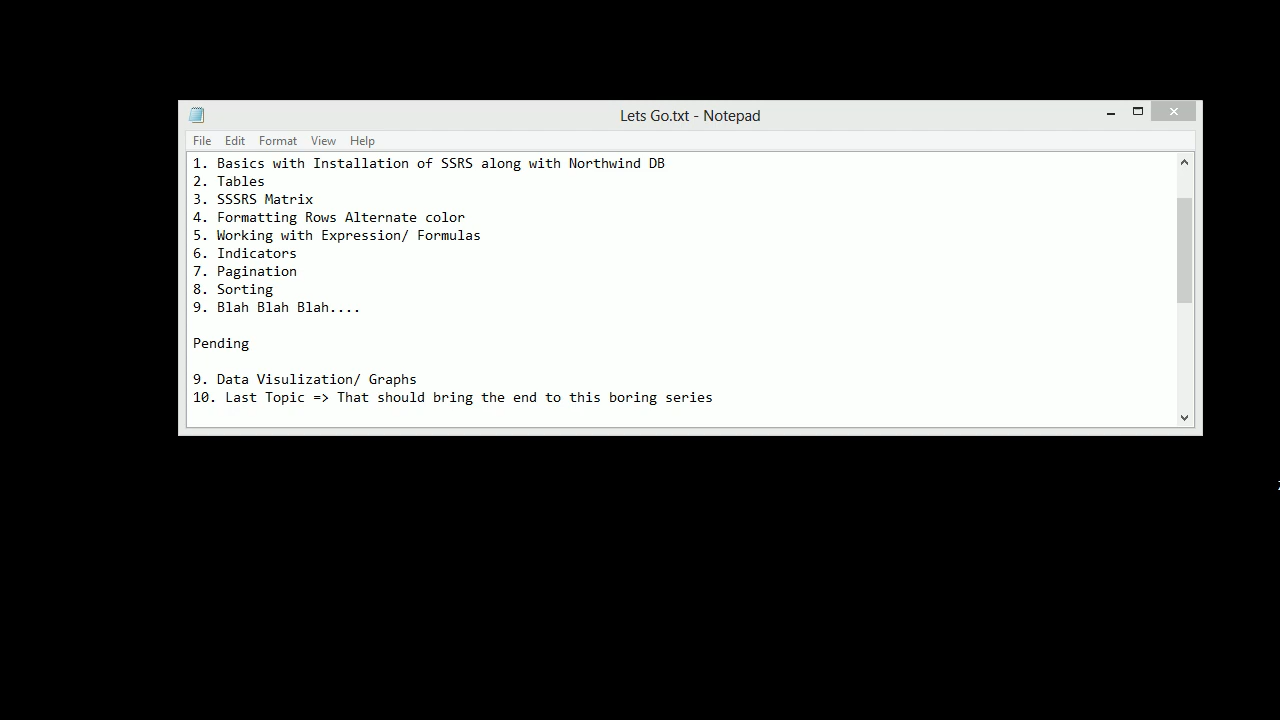 Lets Go.txt - Notepad
File Edit Format View Help
1. Basics with Installation of SSRS along with Northwind DB
2. Tables
3. SSSRS Matrix
4. Formatting Rows Alternate color
5. Working with Expression/ Formulas
6. Indicators
7. Pagination
8. Sorting
9. Blah Blah Blah....
Pending
9. Data Visulization/ Graphs
10. Last Topic => That should bring the end to this boring series